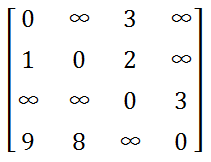 0 ∞ 3 ∞
1 0 2 ∞
∞ ∞ 0 3
9 8 ∞ 0